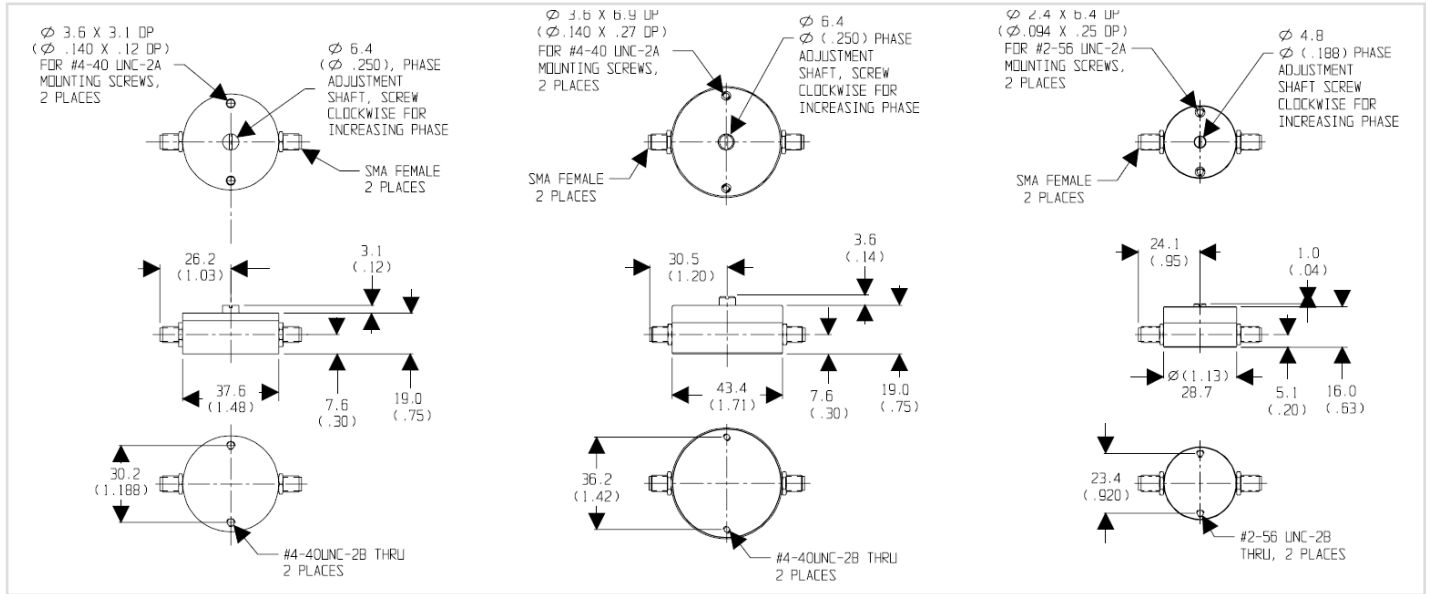 Ø 3.6 X 3.1 DP
(Ø .140 X .12 DP)
FOR #4-40 UNC-2A
MOUNTING SCREWS,
2 PLACES
Ø 6.4
(Ø .250), PHASE
ADJUSTMENT
SHAFT, SCREW
CLOCKWISE FOR
INCREASING PHASE
SMA FEMALE
2 PLACES
26.2
(1.03)
3.1
(.12)
37.6
(1.48)
7.6
(.30)
19.0
(.75)
30.2
(1.188)
#4-40UNC-2B THRU
2 PLACES
Ø 3.6 X 6.9 DP
(Ø.140 X .27 DP)
FOR #4-40 UNC-2A
MOUNTING SCREWS,
2 PLACES
Ø 6.4
Ø (.250) PHASE
ADJUSTMENT
SHAFT, SCREW
CLOCKWISE FOR
INCREASING PHASE
SMA FEMALE
2 PLACES
30.5
(1.20)
3.6
(.14)
43.4
(1.71)
7.6
(.30)
19.0
(.75)
36.2
(1.42)
#4-40UNC-2B THRU
2 PLACES
Ø 2.4 X 6.4 DP
(Ø.094 X .25 DP)
FOR #2-56 UNC-2A
MOUNTING SCREWS,
2 PLACES
Ø 4.8
Ø (.188) PHASE
ADJUSTMENT
SHAFT SCREW
CLOCKWISE FOR
INCREASING PHASE
SMA FEMALE
2 PLACES
24.1
(.95)
1.0
(.04)
Ø(1.13)
28.7
5.1
(.20)
16.0
(.63)
23.4
(.920)
#2-56 UNC-2B
THRU, 2 PLACES